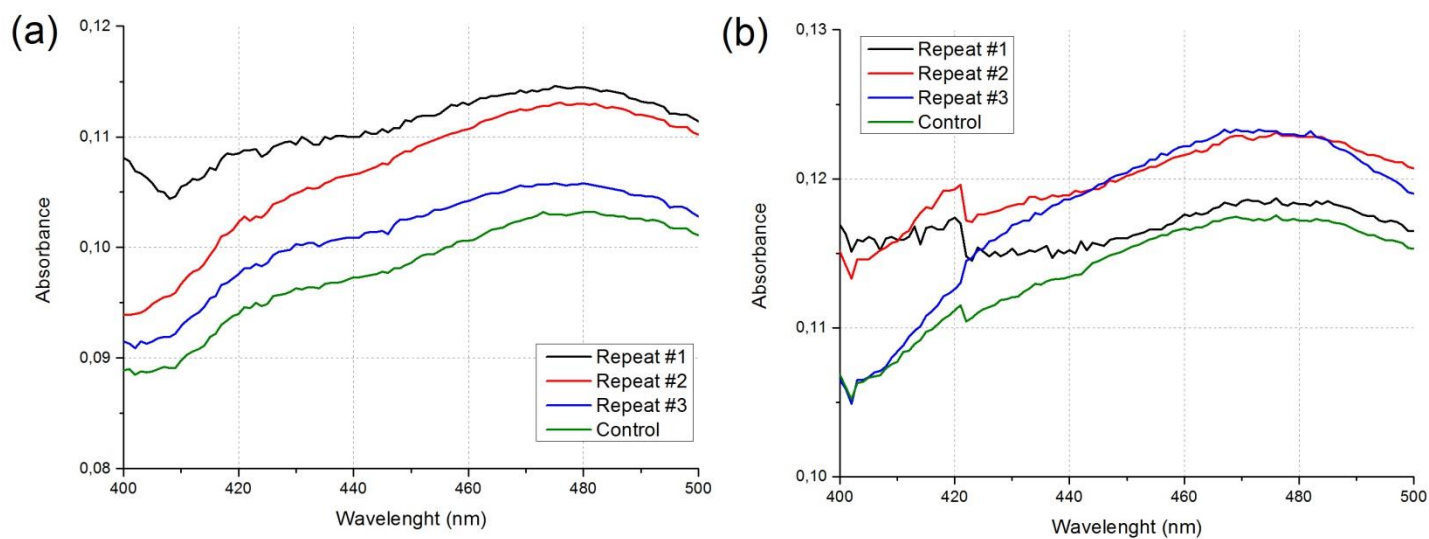 (a)
0,12
0,11
0,10
0,09
0,08
Absorbance
400 420 440 460 480 500
Wavelenght (nm)
Repeat #1
Repeat #2
Repeat #3
Control
(b)
0,13
0,12
0,11
0,10
Absorbance
400 420 440 460 480 500
Wavelenght (nm)
Repeat #1
Repeat #2
Repeat #3
Control